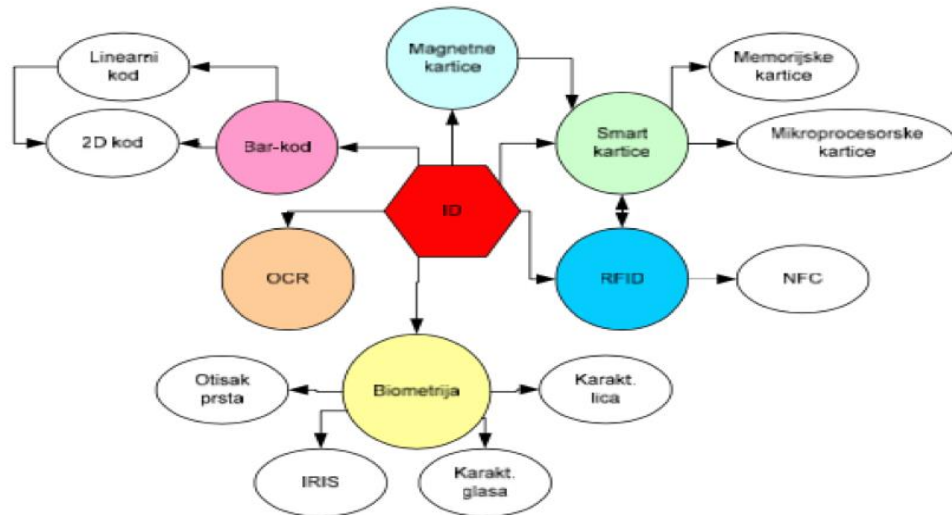 Linearni
kod
Magnetne
kartice
Memorijske
kartice
2D kod
Bar-kod
Smart
kartice
Mikroprocesorske
kartice
ID
OCR
RFID
NFC
Otisak
prsta
Biometrija
Karakt.
lica
IRIS
Karakt.
glasa